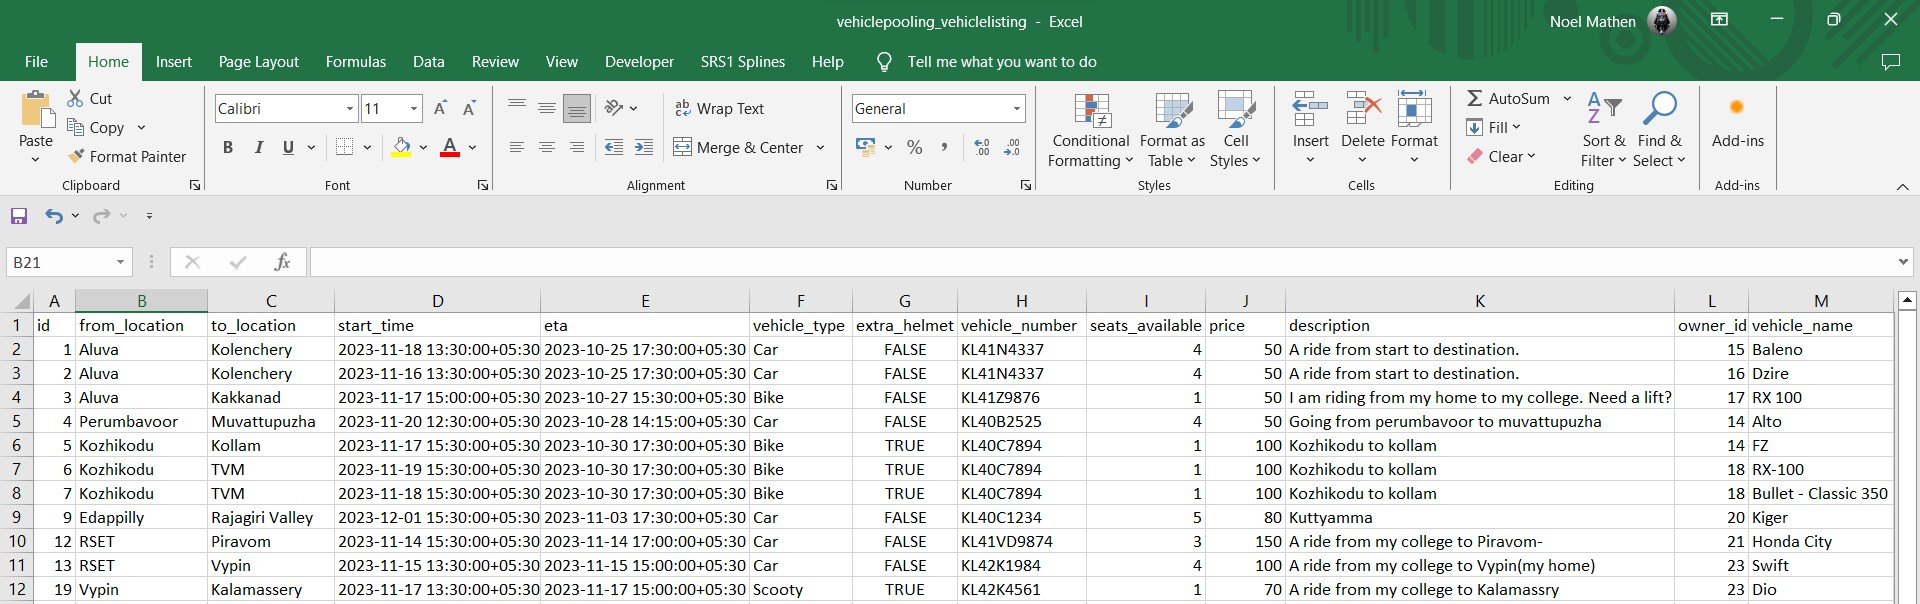 vehiclepooling_vehiclelisting - Excel
Noel Mathen
File Home Insert Page Layout Formulas Data Review View Developer SRS1 Splines Help Tell me what you want to do
Paste Cut Copy Format Painter Clipboard
Calibri 11 A A B I U A Font
ab Wrap Text Merge & Center Alignment
General % , Number
Conditional Formatting Format as Table Cell Styles Styles
Insert Delete Format Cells
AutoSum Fill Clear Sort & Filter Find & Select Editing
Add-ins Add-ins
B21 fx
A B C D E F G H I J K L M
1 id from_location to_location start_time eta vehicle_type extra_helmet vehicle_number seats_available price description owner_id vehicle_name
2 1 Aluva Kolenchery 2023-11-18 13:30:00+05:30 2023-10-25 17:30:00+05:30 Car FALSE KL41N4337 4 50 A ride from start to destination. 15 Baleno
3 2 Aluva Kolenchery 2023-11-16 13:30:00+05:30 2023-10-25 17:30:00+05:30 Car FALSE KL41N4337 4 50 A ride from start to destination. 16 Dzire
4 3 Aluva Kakkanad 2023-11-17 15:00:00+05:30 2023-10-27 15:30:00+05:30 Bike FALSE KL41Z9876 1 50 I am riding from my home to my college. Need a lift? 17 RX 100
5 4 Perumbavoor Muvattupuzha 2023-11-20 12:30:00+05:30 2023-10-28 14:15:00+05:30 Car FALSE KL40B2525 4 50 Going from perumbavoor to muvattupuzha 14 Alto
6 5 Kozhikodu Kollam 2023-11-17 15:30:00+05:30 2023-10-30 17:30:00+05:30 Bike TRUE KL40C7894 1 100 Kozhikodu to kollam 14 FZ
7 6 Kozhikodu TVM 2023-11-19 15:30:00+05:30 2023-10-30 17:30:00+05:30 Bike TRUE KL40C7894 1 100 Kozhikodu to kollam 18 RX-100
8 7 Kozhikodu TVM 2023-11-18 15:30:00+05:30 2023-10-30 17:30:00+05:30 Bike TRUE KL40C7894 1 100 Kozhikodu to kollam 18 Bullet - Classic 350
9 9 Edappilly Rajagiri Valley 2023-12-01 15:30:00+05:30 2023-11-03 17:30:00+05:30 Car FALSE KL40C1234 5 80 Kuttyamma 20 Kiger
10 12 RSET Piravom 2023-11-14 15:30:00+05:30 2023-11-14 17:00:00+05:30 Car FALSE KL41VD9874 3 150 A ride from my college to Piravom- 21 Honda City
11 13 RSET Vypin 2023-11-15 13:30:00+05:30 2023-11-15 15:00:00+05:30 Car FALSE KL42K1984 4 100 A ride from my college to Vypin(my home) 23 Swift
12 19 Vypin Kalamassery 2023-11-17 13:30:00+05:30 2023-11-17 15:00:00+05:30 Scooty TRUE KL42K4561 1 70 A ride from my college to Kalamassry 23 Dio